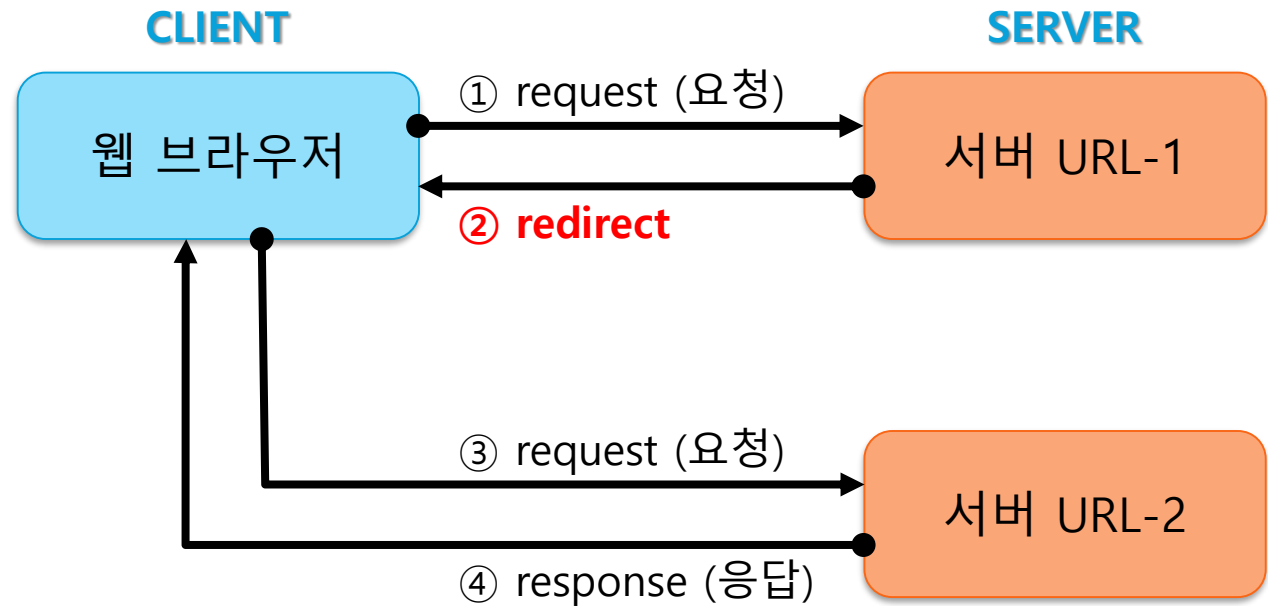 CLIENT
SERVER
웹 브라우저
① request (요청)
서버 URL-1
② redirect
③ request (요청)
서버 URL-2
④ response (응답)